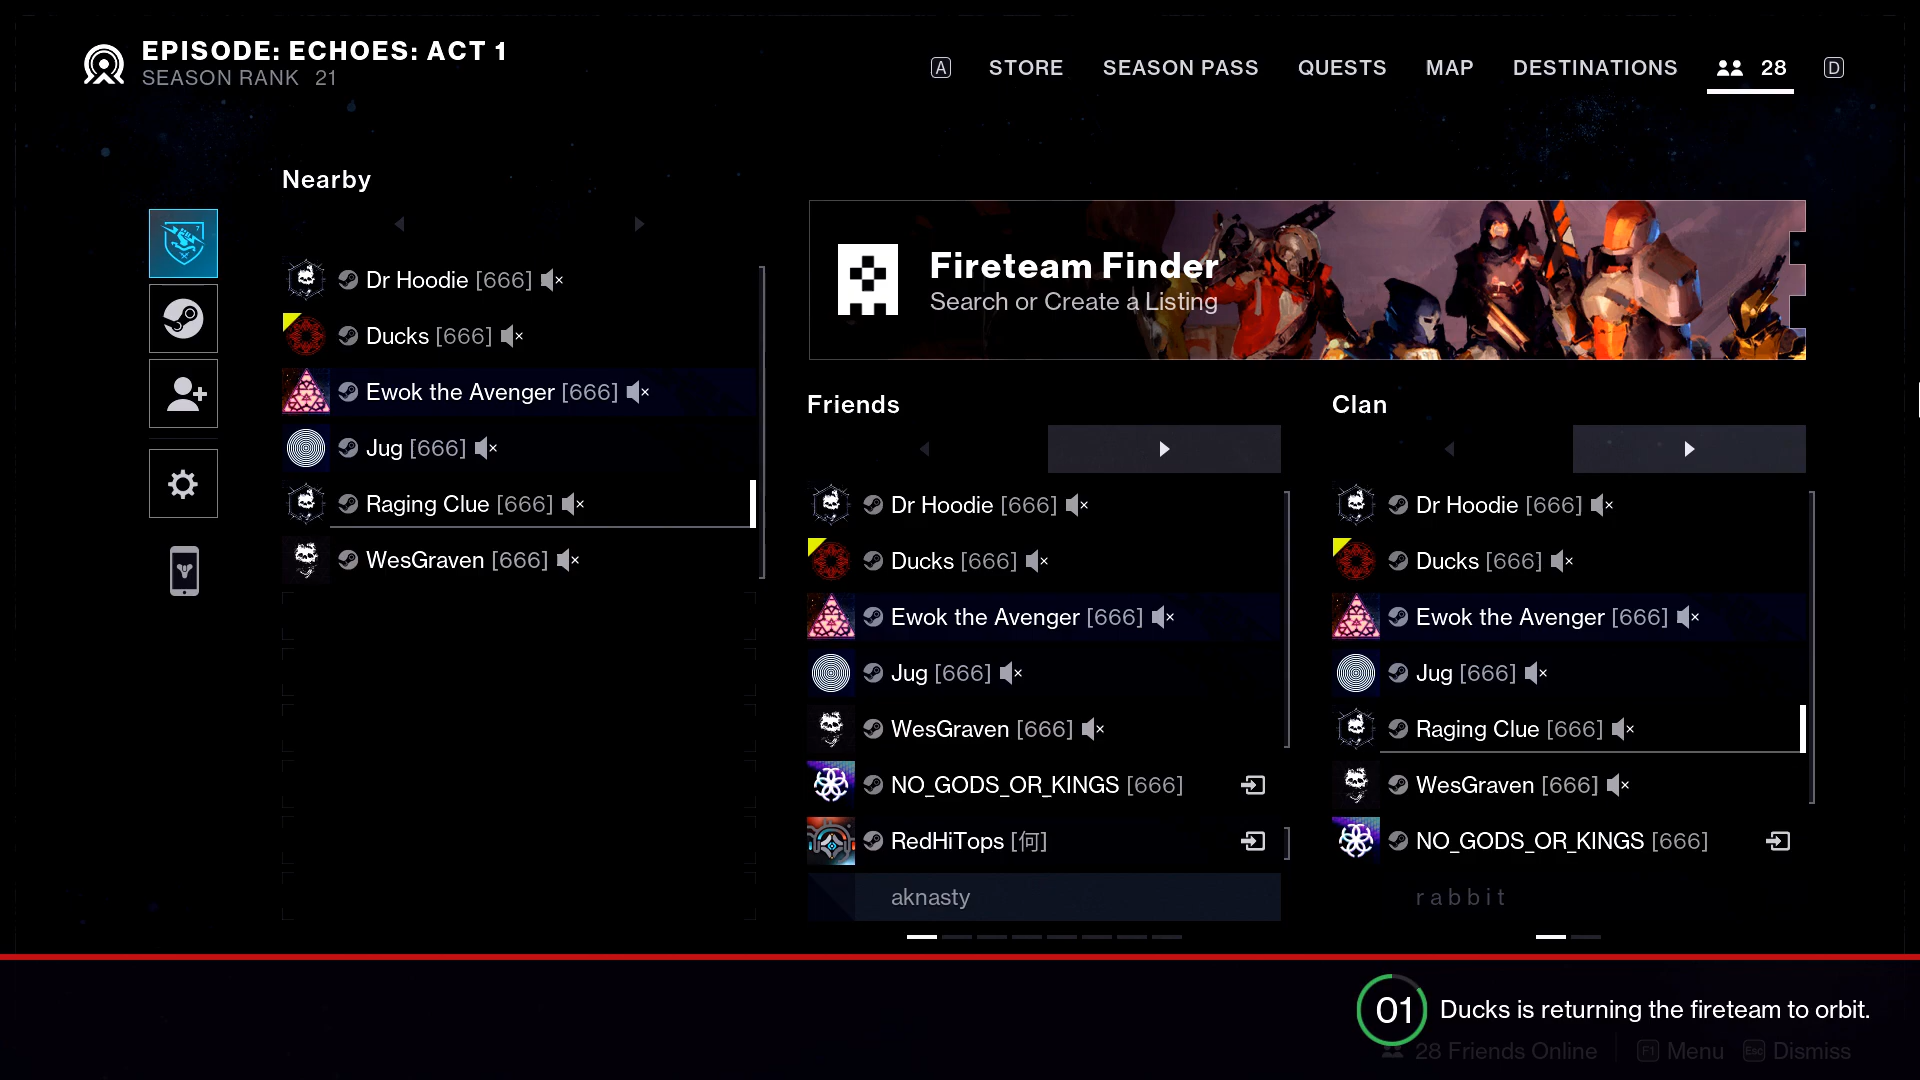 EPISODE: ECHOES: ACT 1
SEASON RANK 21
A STORE SEASON PASS QUESTS MAP DESTINATIONS 28 D
Nearby
Dr Hoodie [666]
Ducks [666]
Ewok the Avenger [666]
Jug [666]
Raging Clue [666]
WesGraven [666]
Fireteam Finder
Search or Create a Listing
Friends
Dr Hoodie [666]
Ducks [666]
Ewok the Avenger [666]
Jug [666]
WesGraven [666]
NO_GODS_OR_KINGS [666]
RedHiTops [何]
aknasty
Clan
Dr Hoodie [666]
Ducks [666]
Ewok the Avenger [666]
Jug [666]
Raging Clue [666]
WesGraven [666]
NO_GODS_OR_KINGS [666]
r a b b i t
01 Ducks is returning the fireteam to orbit.
28 Friends Online F1 Menu Esc Dismiss